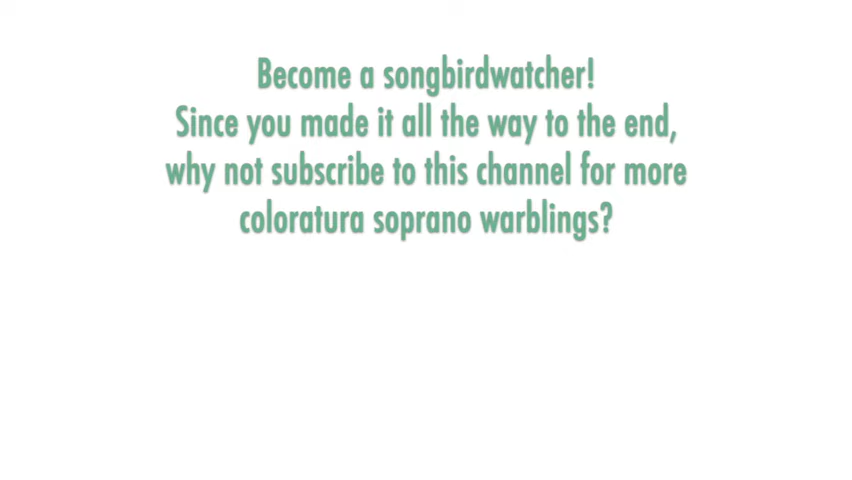 Become a songbirdwatcher!
Since you made it all the way to the end,
why not subscribe to this channel for more
coloratura soprano warblings?